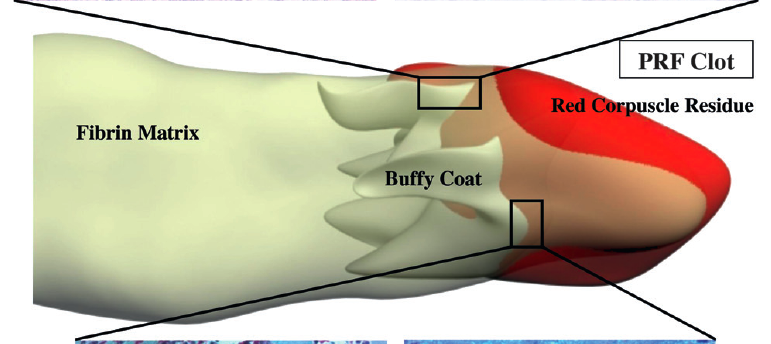 PRF Clot
Red Corpuscle Residue
Fibrin Matrix
Buffy Coat